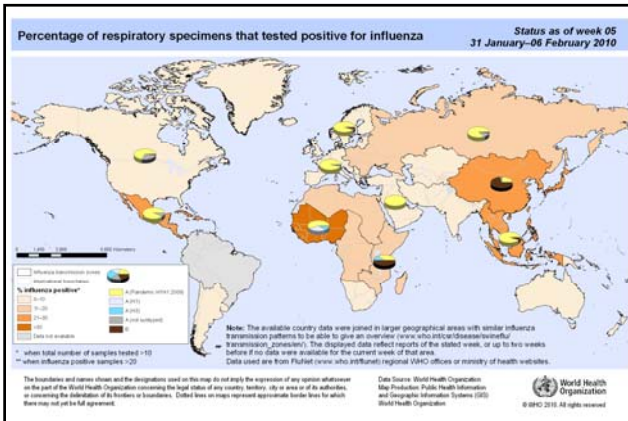 Percentage of respiratory specimens that tested positive for influenza
Status as of week 05
31 January–06 February 2010
Influenza transmission zone
% influenza positive*
0–10
Data not available
A (Pandemic H1N1 2009)
A (H1)
A (H3)
A (not subtyped)
B
* when total number of samples tested >10
** when influenza positive samples >20
Note: The available country data were joined in larger geographical areas with similar influenza
transmission patterns to be able to give an overview (www.who.int/csr/disease/swineflu/
transmission_zones/en/). The displayed data reflect reports of the stated week, or up to two weeks
before if no data were available for the current week of that area.
Data used are from FluNet (www.who.int/flunet) regional WHO offices or ministry of health websites.
The boundaries and names shown and the designations used on this map do not imply the expression of any opinion whatsoever
on the part of the World Health Organization concerning the legal status of any country, territory, city or area or of its authorities,
or concerning the delimitation of its frontiers or boundaries. Dotted lines on maps represent approximate border lines for which
there may not yet be full agreement.
Data Source: World Health Organization
Map Production: Public Health Information
and Geographic Information Systems (GIS)
World Health Organization
World Health
Organization
© WHO 2010. All rights reserved.